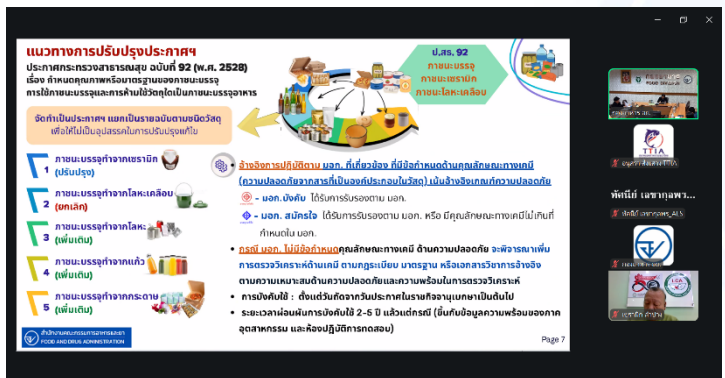 แนวทางการปรับปรุงประกาศฯ
ประกาศกระทรวงสาธารณสุข ฉบับที่ 92 (พ.ศ. 2528)
เรื่อง กำหนดคุณภาพหรือมาตรฐานของภาชนะบรรจุ
การใช้ภาชนะบรรจุและการห้ามใช้วัตถุใดเป็นภาชนะบรรจุอาหาร
ป.สธ. 92
ภาชนะบรรจุ
ภาชนะเซรามิก
ภาชนะโลหะเคลือบ
จัดทำเป็นประกาศฯ แยกเป็นรายฉบับตามชนิดวัสดุ
เพื่อให้ไม่เป็นอุปสรรคในการปรับปรุงแก้ไข
1 ภาชนะบรรจุทำจากเซรามิก
(ปรับปรุง)
2 ภาชนะบรรจุทำจากโลหะเคลือบ
(ยกเลิก)
3 ภาชนะบรรจุทำจากโลหะ
(เพิ่มเติม)
4 ภาชนะบรรจุทำจากแก้ว
(เพิ่มเติม)
5 ภาชนะบรรจุทำจากกระดาษ
(เพิ่มเติม)
อ้างอิงการปฏิบัติตาม มอก. ที่เกี่ยวข้อง ที่มีข้อกำหนดด้านคุณลักษณะทางเคมี
(ความปลอดภัยจากสารที่เป็นองค์ประกอบในวัสดุ) เน้นอ้างอิงเกณฑ์ความปลอดภัย
- มอก.บังคับ ได้รับการรับรองตาม มอก.
- มอก. สมัครใจ ได้รับการรับรองตาม มอก. หรือ มีคุณลักษณะทางเคมีไม่เกินที่
กำหนดใน มอก.
• กรณี มอก. ไม่มีข้อกำหนดคุณลักษณะทางเคมี ด้านความปลอดภัย จะพิจารณาเพิ่ม
การตรวจวิเคราะห์ด้านเคมี ตามกฎระเบียบ มาตรฐาน หรือเอกสารวิชาการอ้างอิง
ตามความเหมาะสมด้านความปลอดภัยและความพร้อมในการตรวจวิเคราะห์
• การบังคับใช้ : ตั้งแต่วันถัดจากวันประกาศในราชกิจจานุเบกษาเป็นต้นไป
• ระยะเวลาผ่อนผันการบังคับใช้ 2-5 ปี แล้วแต่กรณี (ขึ้นกับข้อมูลความพร้อมของภาค
อุตสาหกรรม และห้องปฏิบัติการทดสอบ)
สำนักงานคณะกรรมการอาหารและยา
FOOD AND DRUG ADMINISTRATION
Page 7
TTIA
ทัศนีย์ เลขากุลพว...
ทัศนีย์ เลขากุลพว_ALS
LCA
เซรามิก ลำปาง